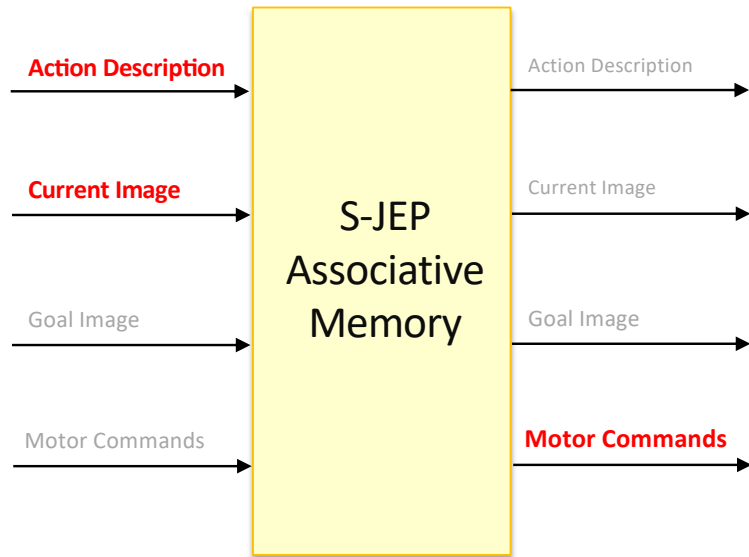 Action Description
Current Image
Goal Image
Motor Commands
S-JEP
Associative
Memory
Action Description
Current Image
Goal Image
Motor Commands